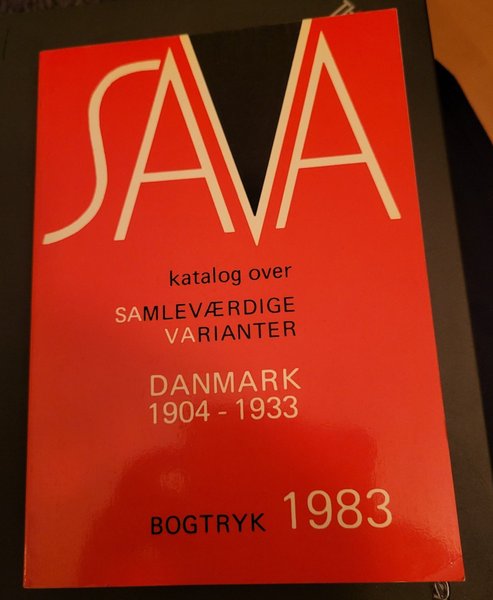 SAVA
katalog over
SAMLEVÆRDIGE
VARIANTER
DANMARK
1904 - 1933
BOGTRYK 1983